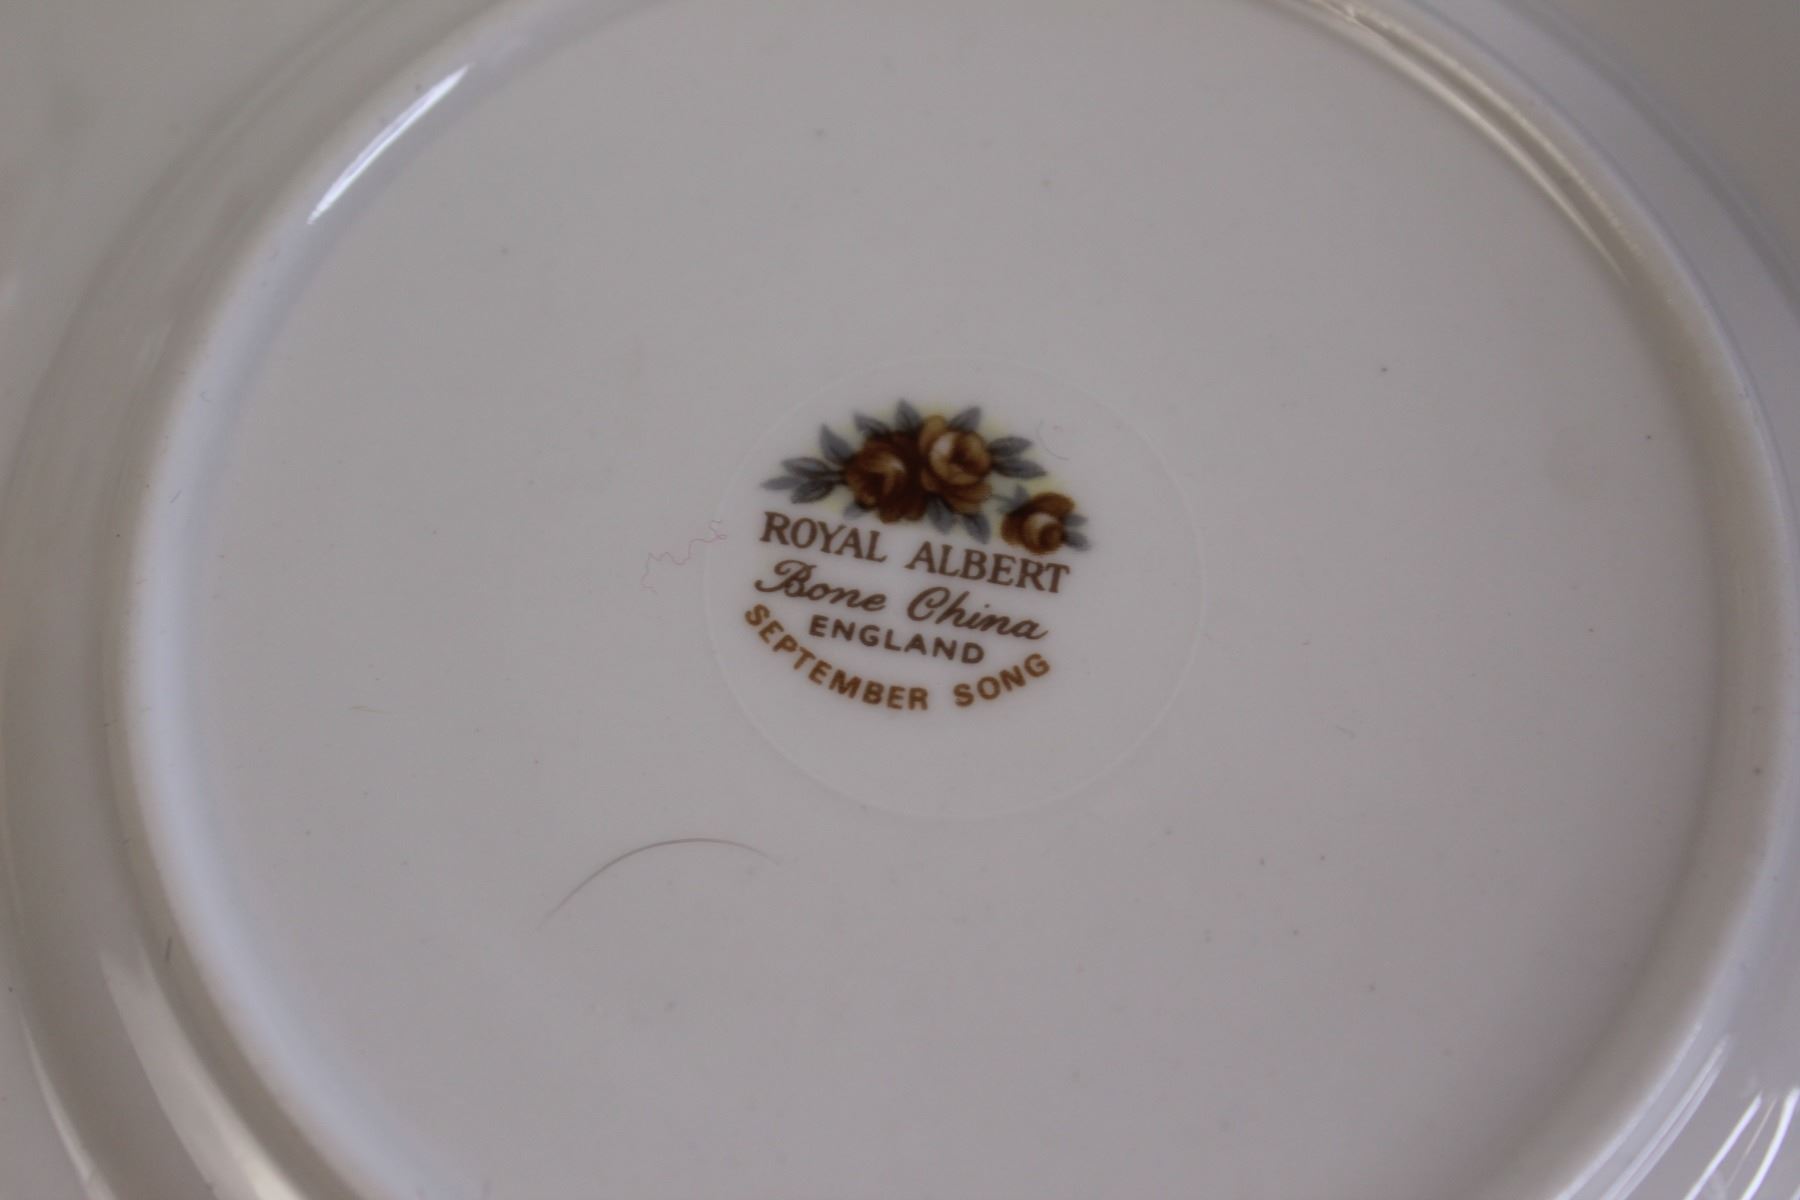 ROYAL ALBERT
Bone China
ENGLAND
SEPTEMBER SONG